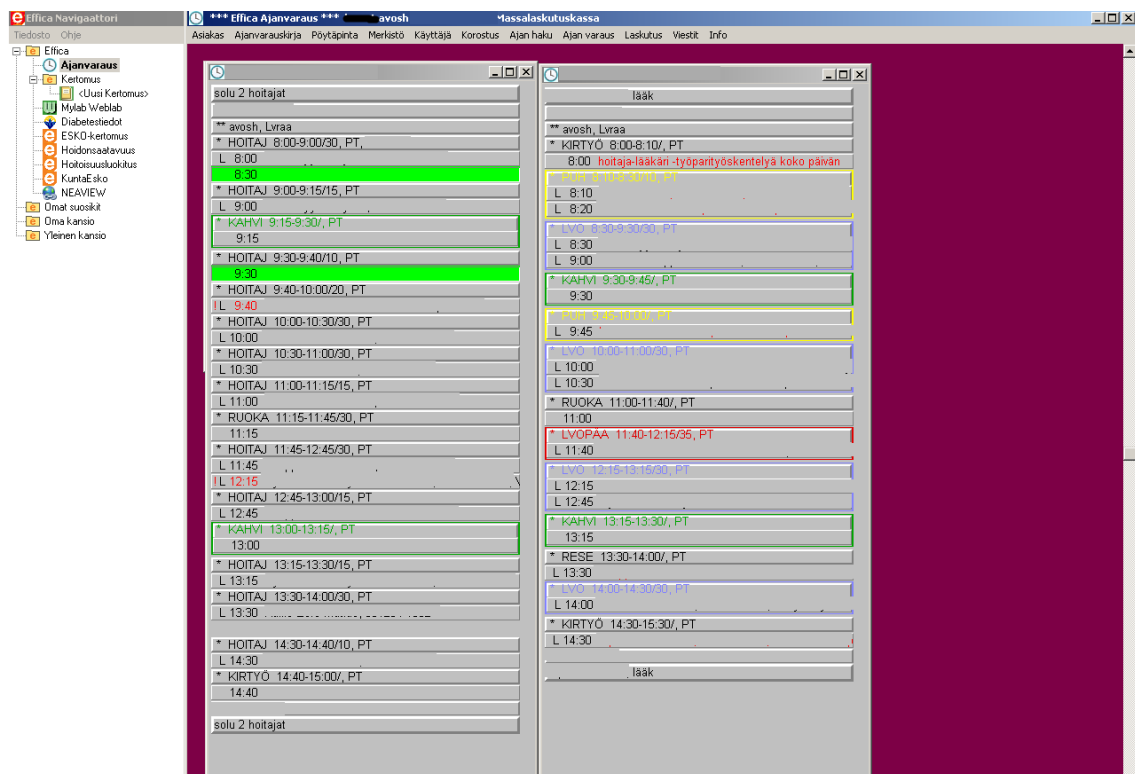 Effica Navigaattori
Tiedosto Ohje
Effica
Ajanvaraus
Kertomus
<Uusi Kertomus>
Mylab Weblab
Diabetestiedot
ESKO-kertomus
Hoidonsaatavuus
Hoitoisuusluokitus
KuntaEsko
NEAVIEW
Omat suosikit
Oma kansio
Yleinen kansio
*** Effica Ajanvaraus *** avosh Massalaskutuskassa
Asiakas Ajanvarauskirja Pöytäpinta Merkistö Käyttäjä Korostus Ajan haku Ajan varaus Laskutus Viestit Info
solu 2 hoitajat
** avosh, Lvraa
* HOITAJ 8:00-9:00/30, PT,
L 8:00
8:30
* HOITAJ 9:00-9:15/15, PT
L 9:00
* KAHVI 9:15-9:30/, PT
9:15
* HOITAJ 9:30-9:40/10, PT
9:30
* HOITAJ 9:40-10:00/20, PT
!L 9:40
* HOITAJ 10:00-10:30/30, PT
L 10:00
* HOITAJ 10:30-11:00/30, PT
L 10:30
* HOITAJ 11:00-11:15/15, PT
L 11:00
* RUOKA 11:15-11:45/30, PT
11:15
* HOITAJ 11:45-12:45/30, PT
L 11:45
!L 12:15
* HOITAJ 12:45-13:00/15, PT
L 12:45
* KAHVI 13:00-13:15/, PT
13:00
* HOITAJ 13:15-13:30/15, PT
L 13:15
* HOITAJ 13:30-14:00/30, PT
L 13:30
* HOITAJ 14:30-14:40/10, PT
L 14:30
* KIRTYÖ 14:40-15:00/, PT
14:40
solu 2 hoitajat
lääk
** avosh, Lvraa
* KIRTYÖ 8:00-8:10/, PT
8:00 hoitaja-lääkäri -työparityöskentelyä koko päivän
* PUH 8:10-8:30/10, PT
L 8:10
L 8:20
* LVO 8:30-9:30/30, PT
L 8:30
L 9:00
* KAHVI 9:30-9:45/, PT
9:30
* PUH 9:45-10:00/, PT
L 9:45
* LVO 10:00-11:00/30, PT
L 10:00
L 10:30
* RUOKA 11:00-11:40/, PT
11:00
* LVOPÄÄ 11:40-12:15/35, PT
L 11:40
* LVO 12:15-13:15/30, PT
L 12:15
L 12:45
* KAHVI 13:15-13:30/, PT
13:15
* RESE 13:30-14:00/, PT
L 13:30
* LVO 14:00-14:30/30, PT
L 14:00
* KIRTYÖ 14:30-15:30/, PT
L 14:30
lääk